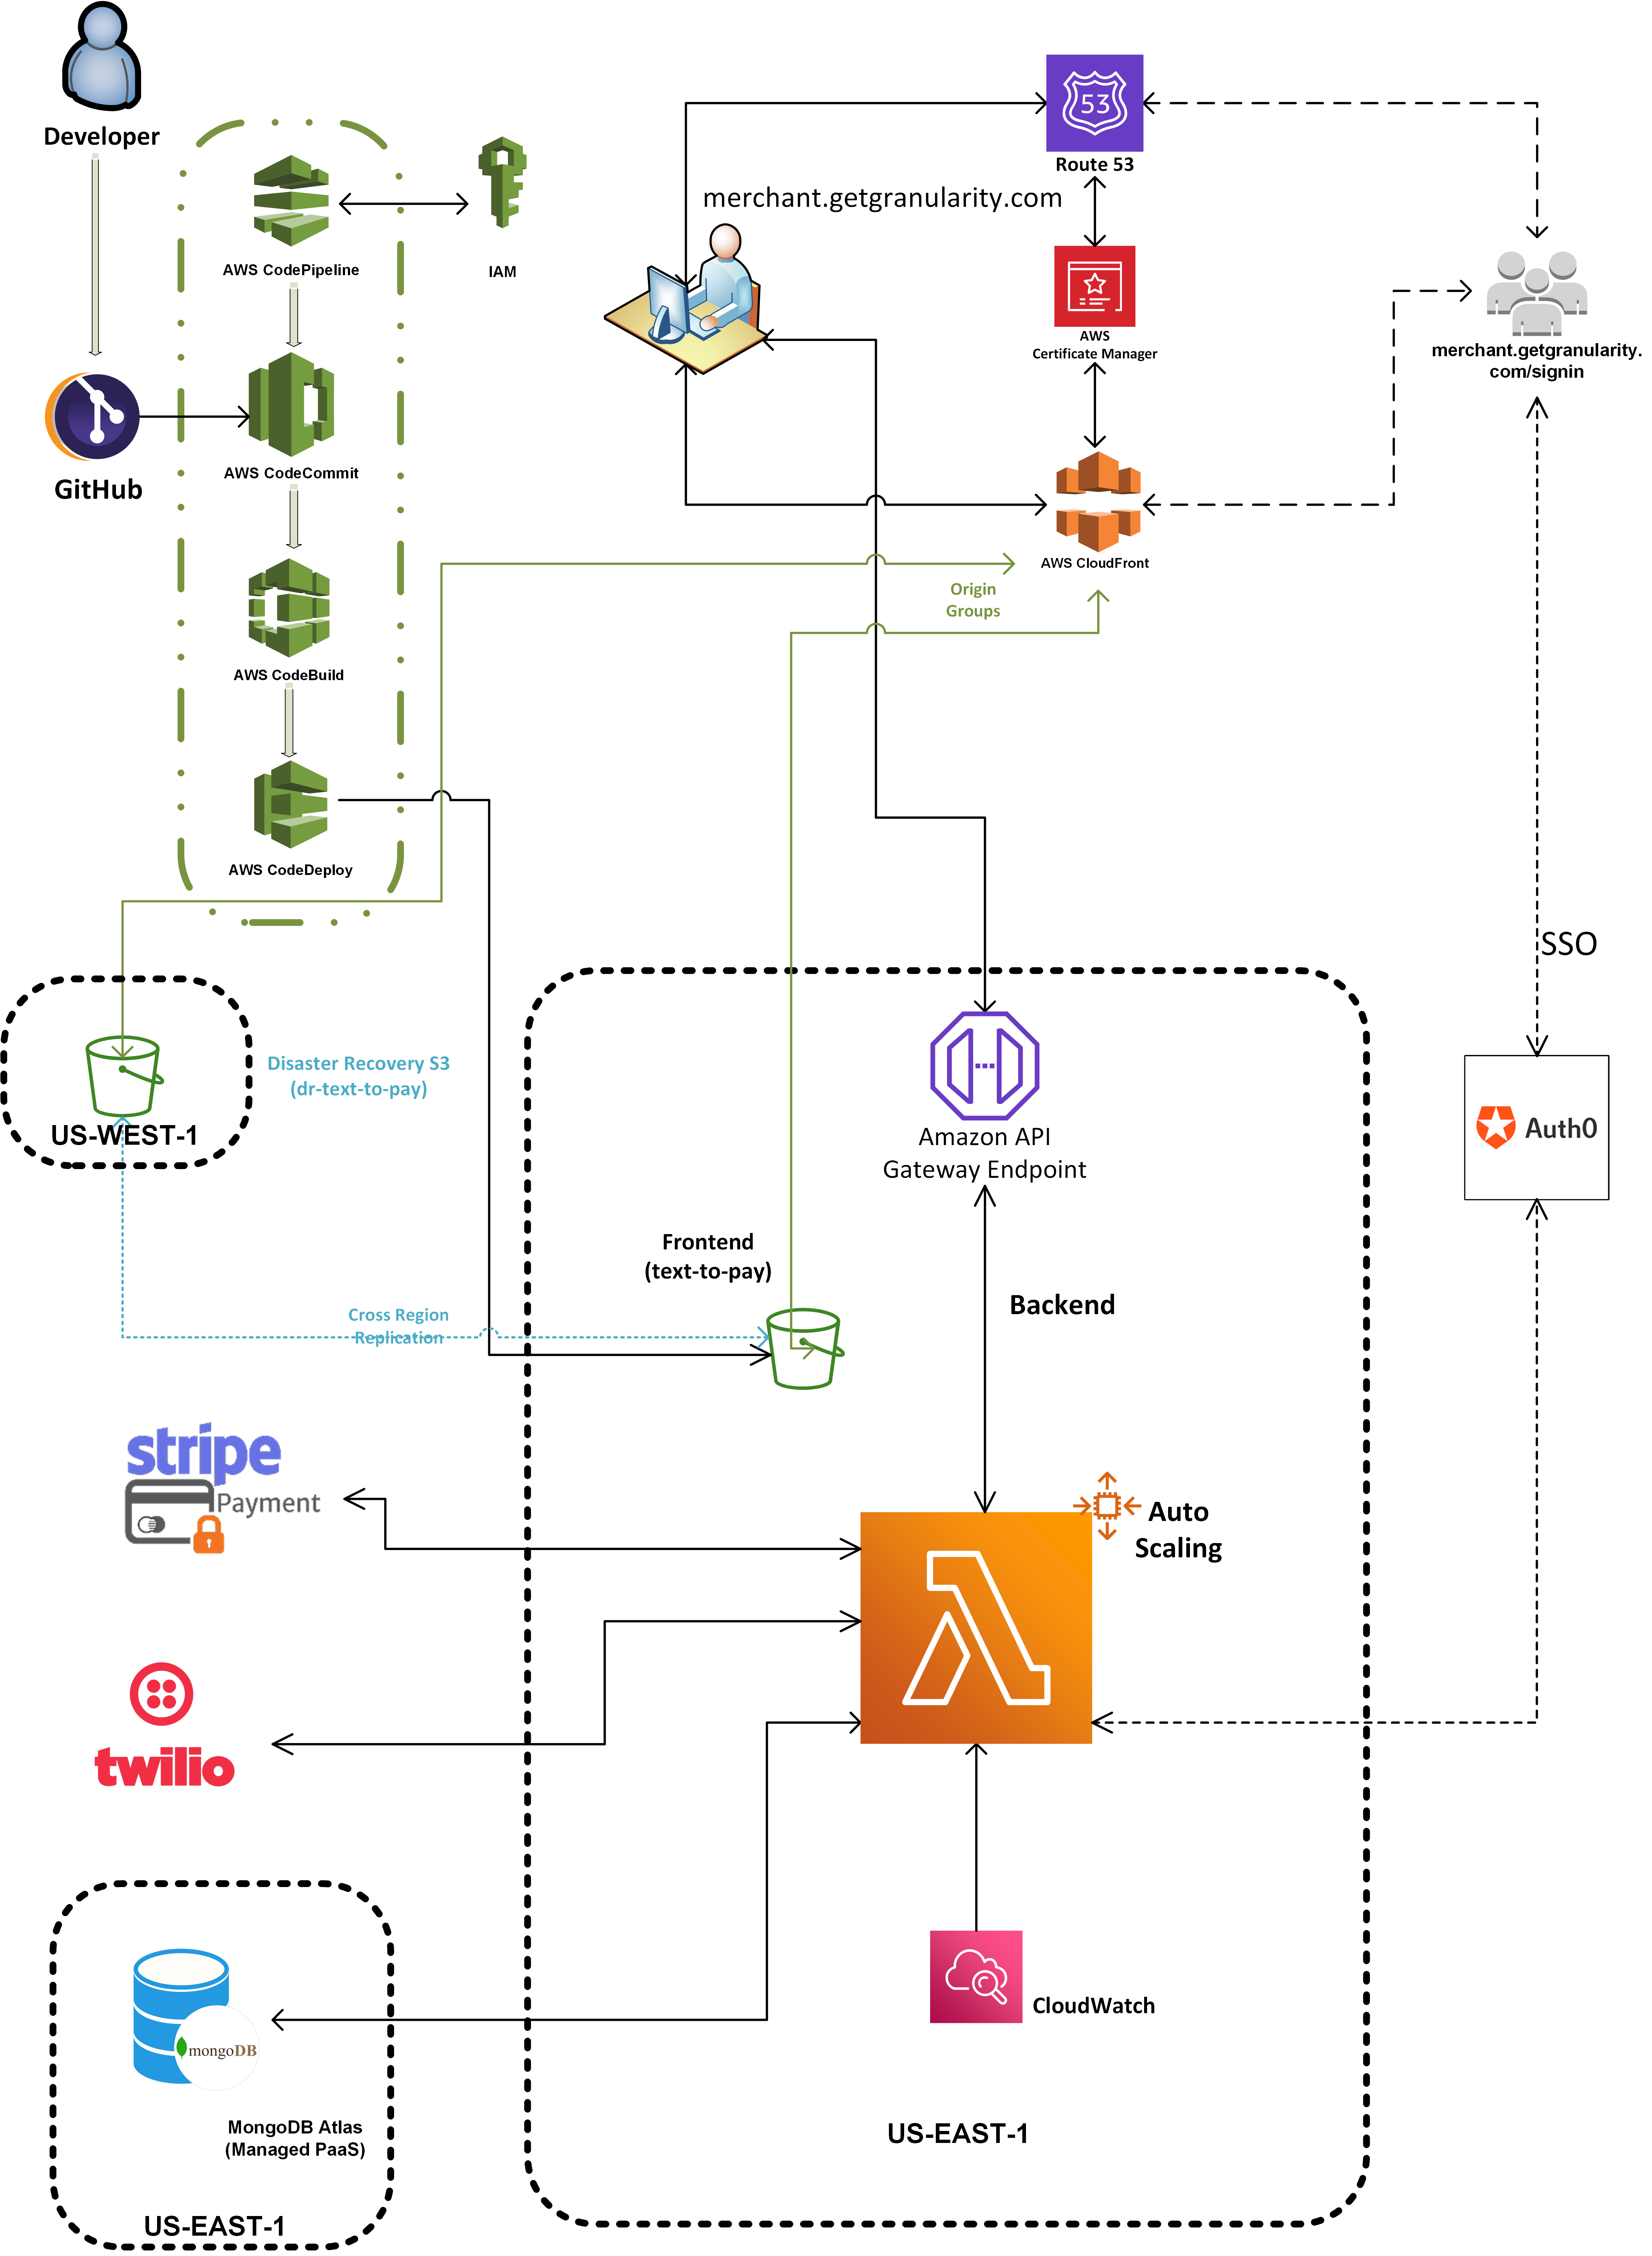 Developer
53
Route 53
merchant.getgranularity.com
AWS CodePipeline
IAM
AWS
Certificate Manager
merchant.getgranularity.
com/signin
AWS CodeCommit
GitHub
AWS CloudFront
Origin
Groups
AWS CodeBuild
AWS CodeDeploy
SSO
Disaster Recovery S3
(dr-text-to-pay)
US-WEST-1
Auth0
Amazon API
Gateway Endpoint
Frontend
(text-to-pay)
Backend
Cross Region
Replication
stripe
Payment
Auto
Scaling
twilio
CloudWatch
mongoDB
MongoDB Atlas
(Managed PaaS)
US-EAST-1
US-EAST-1